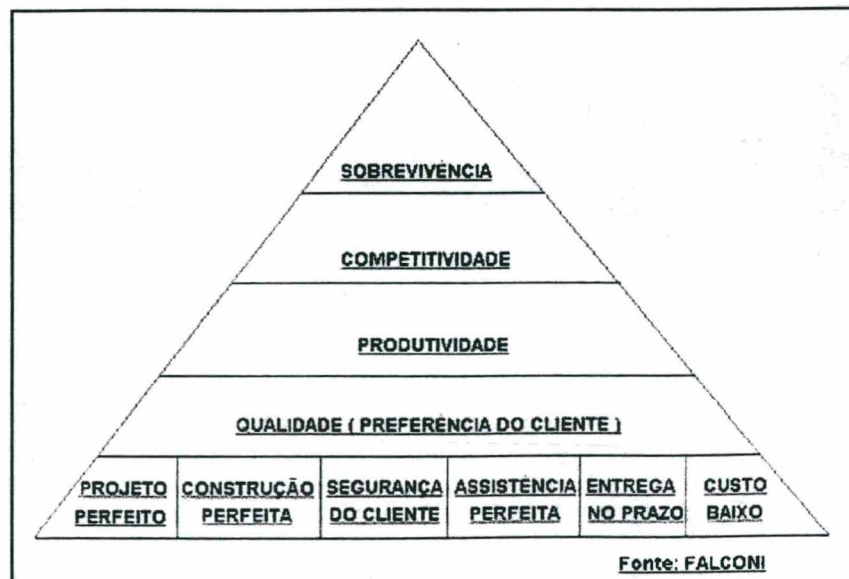 SOBREVIVÊNCIA
COMPETITIVIDADE
PRODUTIVIDADE
QUALIDADE ( PREFERÊNCIA DO CLIENTE )
PROJETO PERFEITO
CONSTRUÇÃO PERFEITA
SEGURANÇA DO CLIENTE
ASSISTÊNCIA PERFEITA
ENTREGA NO PRAZO
CUSTO BAIXO
Fonte: FALCONI